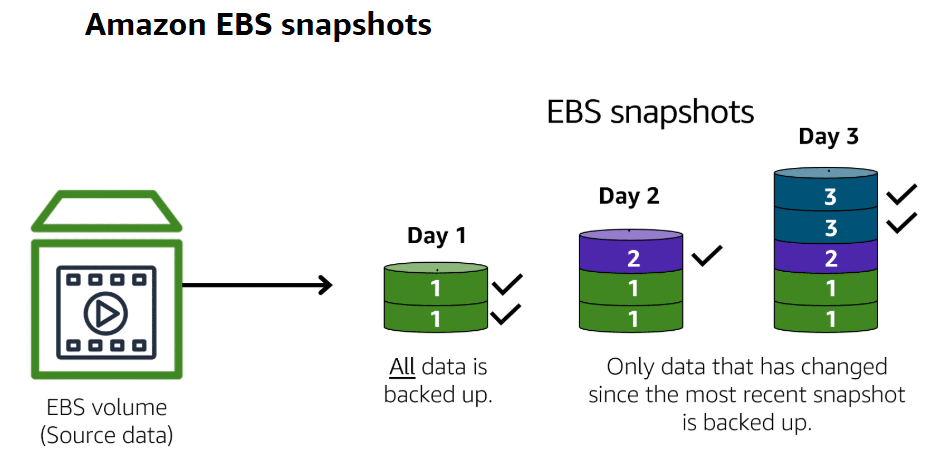 Amazon EBS snapshots
EBS snapshots
Day 1
1
1
Day 2
2
1
1
Day 3
3
3
2
1
1
EBS volume
(Source data)
All data is
backed up.
Only data that has changed
since the most recent snapshot
is backed up.